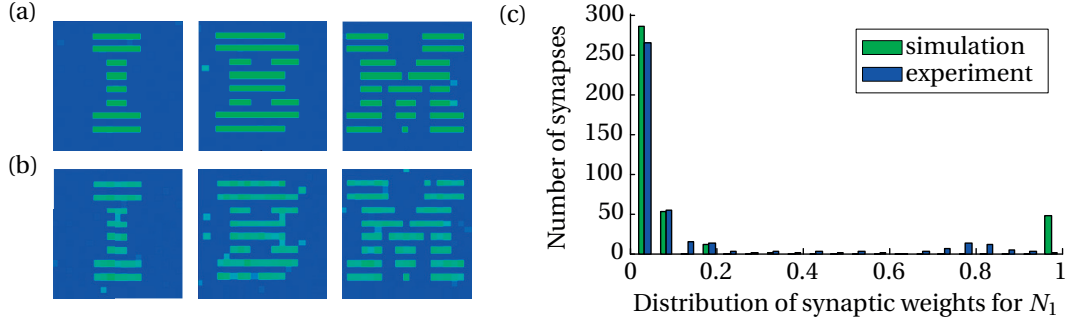 (a)
(b)
(c)
Number of synapses
300
250
200
150
100
50
0
simulation
experiment
0 0.2 0.4 0.6 0.8 1
Distribution of synaptic weights for N1